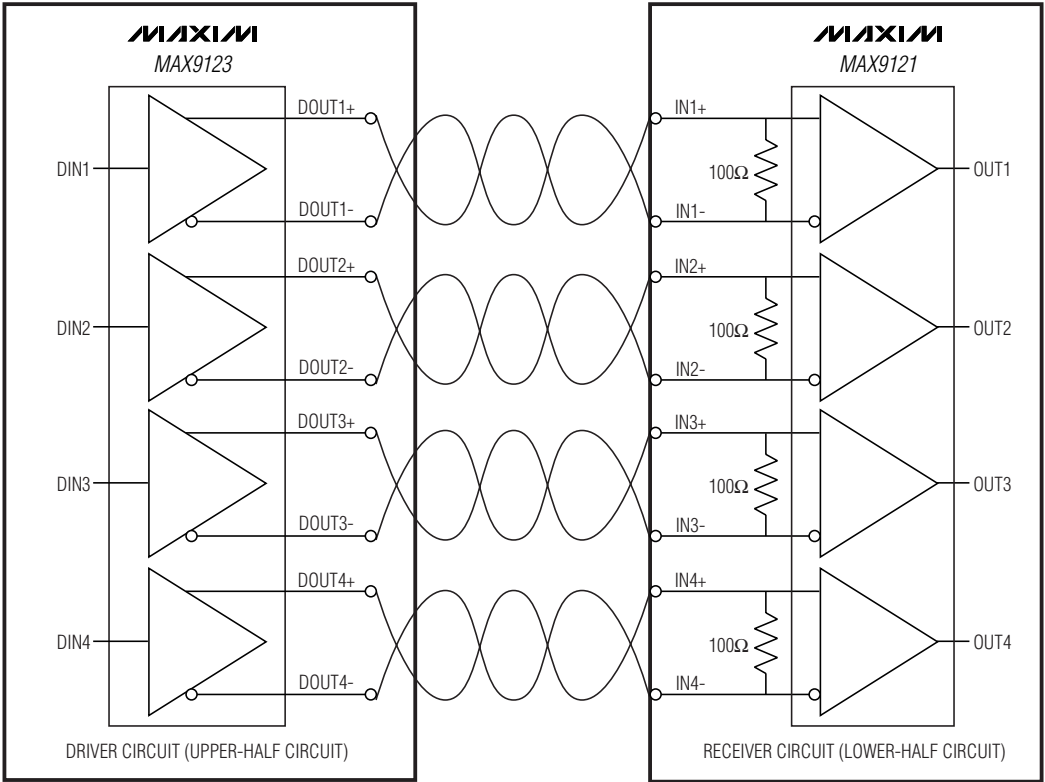 MAXIM
MAX9123
DIN1
DOUT1+
DOUT1-
DIN2
DOUT2+
DOUT2-
DIN3
DOUT3+
DOUT3-
DIN4
DOUT4+
DOUT4-
DRIVER CIRCUIT (UPPER-HALF CIRCUIT)
MAXIM
MAX9121
IN1+
100Ω
IN1-
OUT1
IN2+
100Ω
IN2-
OUT2
IN3+
100Ω
IN3-
OUT3
IN4+
100Ω
IN4-
OUT4
RECEIVER CIRCUIT (LOWER-HALF CIRCUIT)